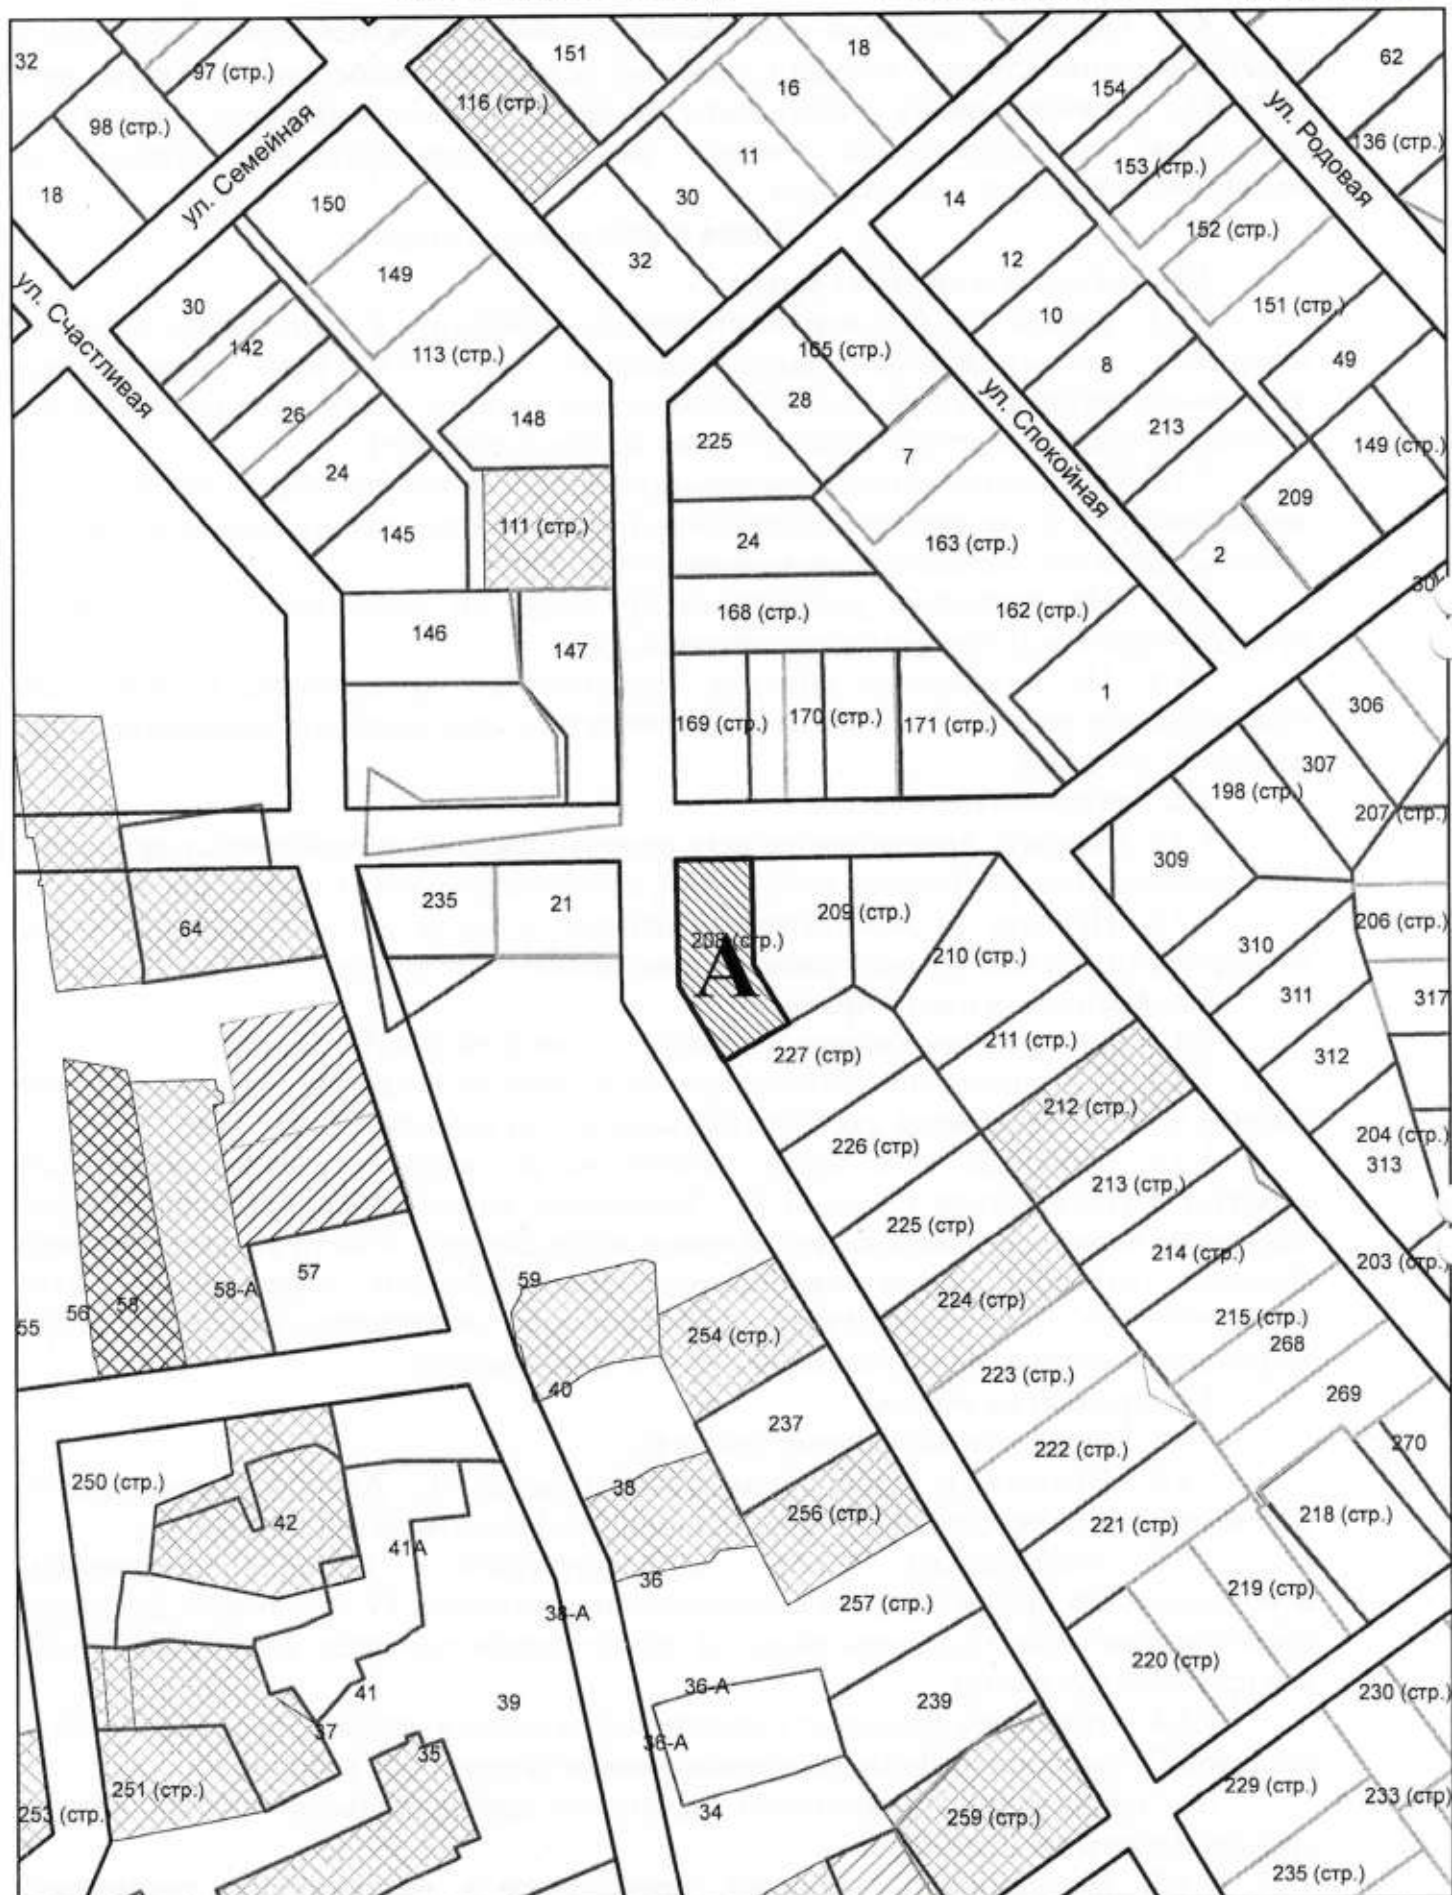 32
97 (стр.)
98 (стр.)
18
ул. Семейная
116 (стр.)
151
16
18
11
30
32
154
153 (стр.)
152 (стр.)
151 (стр.)
ул. Родовая
62
136 (стр.)
14
12
10
8
213
49
149 (стр.)
209
2
150
149
30
142
26
24
145
ул. Счастливая
113 (стр.)
148
111 (стр.)
146
147
165 (стр.)
28
225
7
ул. Спокойная
24
163 (стр.)
168 (стр.)
162 (стр.)
1
169 (стр.)
170 (стр.)
171 (стр.)
306
307
198 (стр.)
207 (стр.)
309
206 (стр.)
310
311
317
312
204 (стр.)
313
203 (стр.)
64
235
21
208 (стр.)
А
209 (стр.)
210 (стр.)
227 (стр)
211 (стр.)
212 (стр.)
226 (стр)
213 (стр.)
225 (стр)
214 (стр.)
224 (стр)
215 (стр.)
268
223 (стр.)
269
222 (стр.)
270
221 (стр)
218 (стр.)
219 (стр)
220 (стр)
55
56
58
58-А
57
59
40
254 (стр.)
237
38
256 (стр.)
36
257 (стр.)
38-А
250 (стр.)
42
41А
41
39
37
35
251 (стр.)
253 (стр.
36-А
36-А
34
239
259 (стр.)
230 (стр.)
229 (стр.)
233 (стр)
235 (стр.)